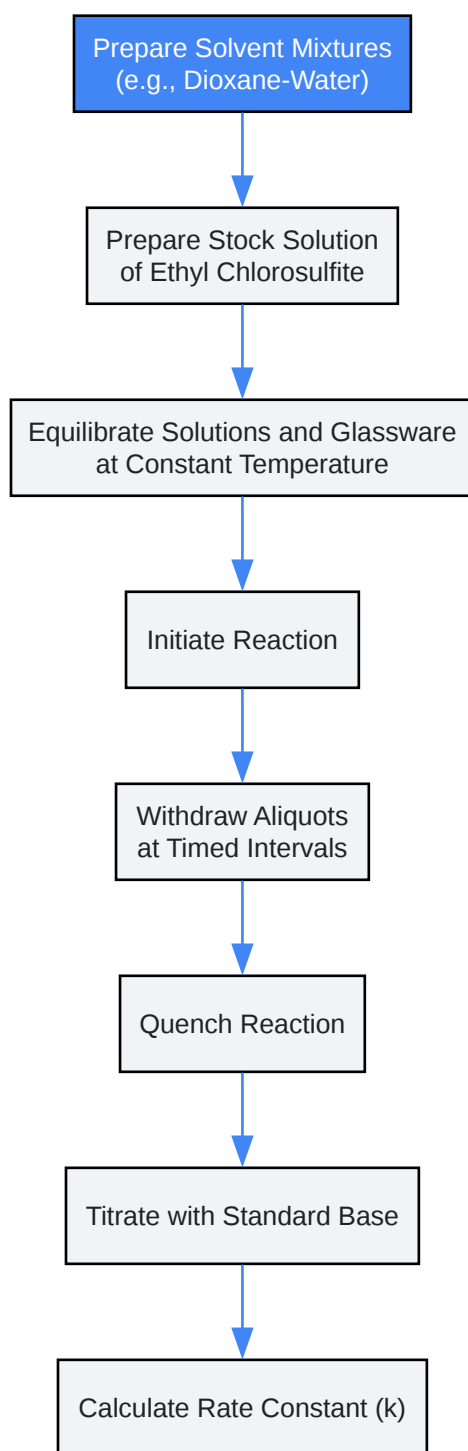 Prepare Solvent Mixtures
(e.g., Dioxane-Water)
Prepare Stock Solution
of Ethyl Chlorosulfite
Equilibrate Solutions and Glassware
at Constant Temperature
Initiate Reaction
Withdraw Aliquots
at Timed Intervals
Quench Reaction
Titrate with Standard Base
Calculate Rate Constant (k)